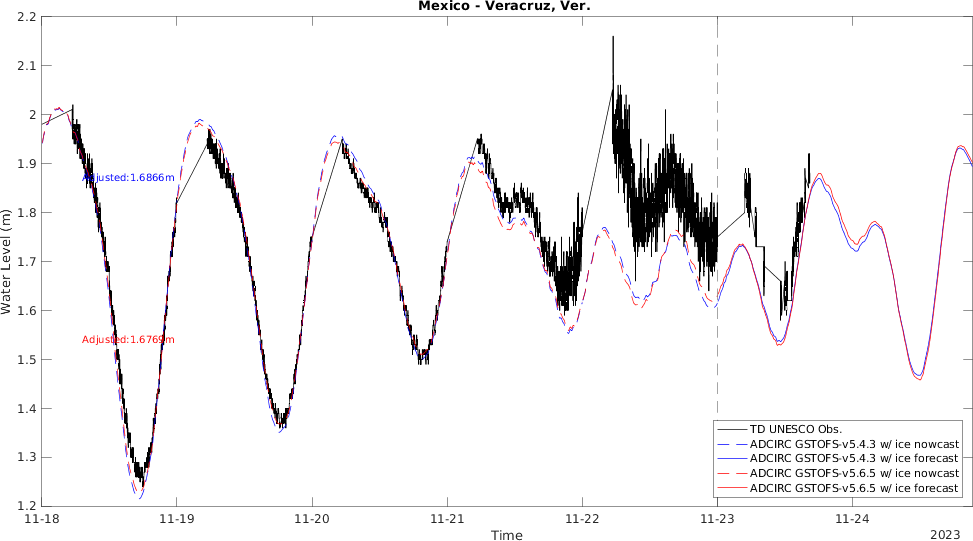 Mexico - Veracruz, Ver.
2.2
2.1
2
1.9
1.8
1.7
1.6
1.5
1.4
1.3
1.2
Water Level (m)
Adjusted:1.6866m
Adjusted:1.6769m
TD UNESCO Obs.
ADCIRC GSTOFS-v5.4.3 w/ ice nowcast
ADCIRC GSTOFS-v5.4.3 w/ ice forecast
ADCIRC GSTOFS-v5.6.5 w/ ice nowcast
ADCIRC GSTOFS-v5.6.5 w/ ice forecast
11-18 11-19 11-20 11-21 11-22 11-23 11-24
Time
2023